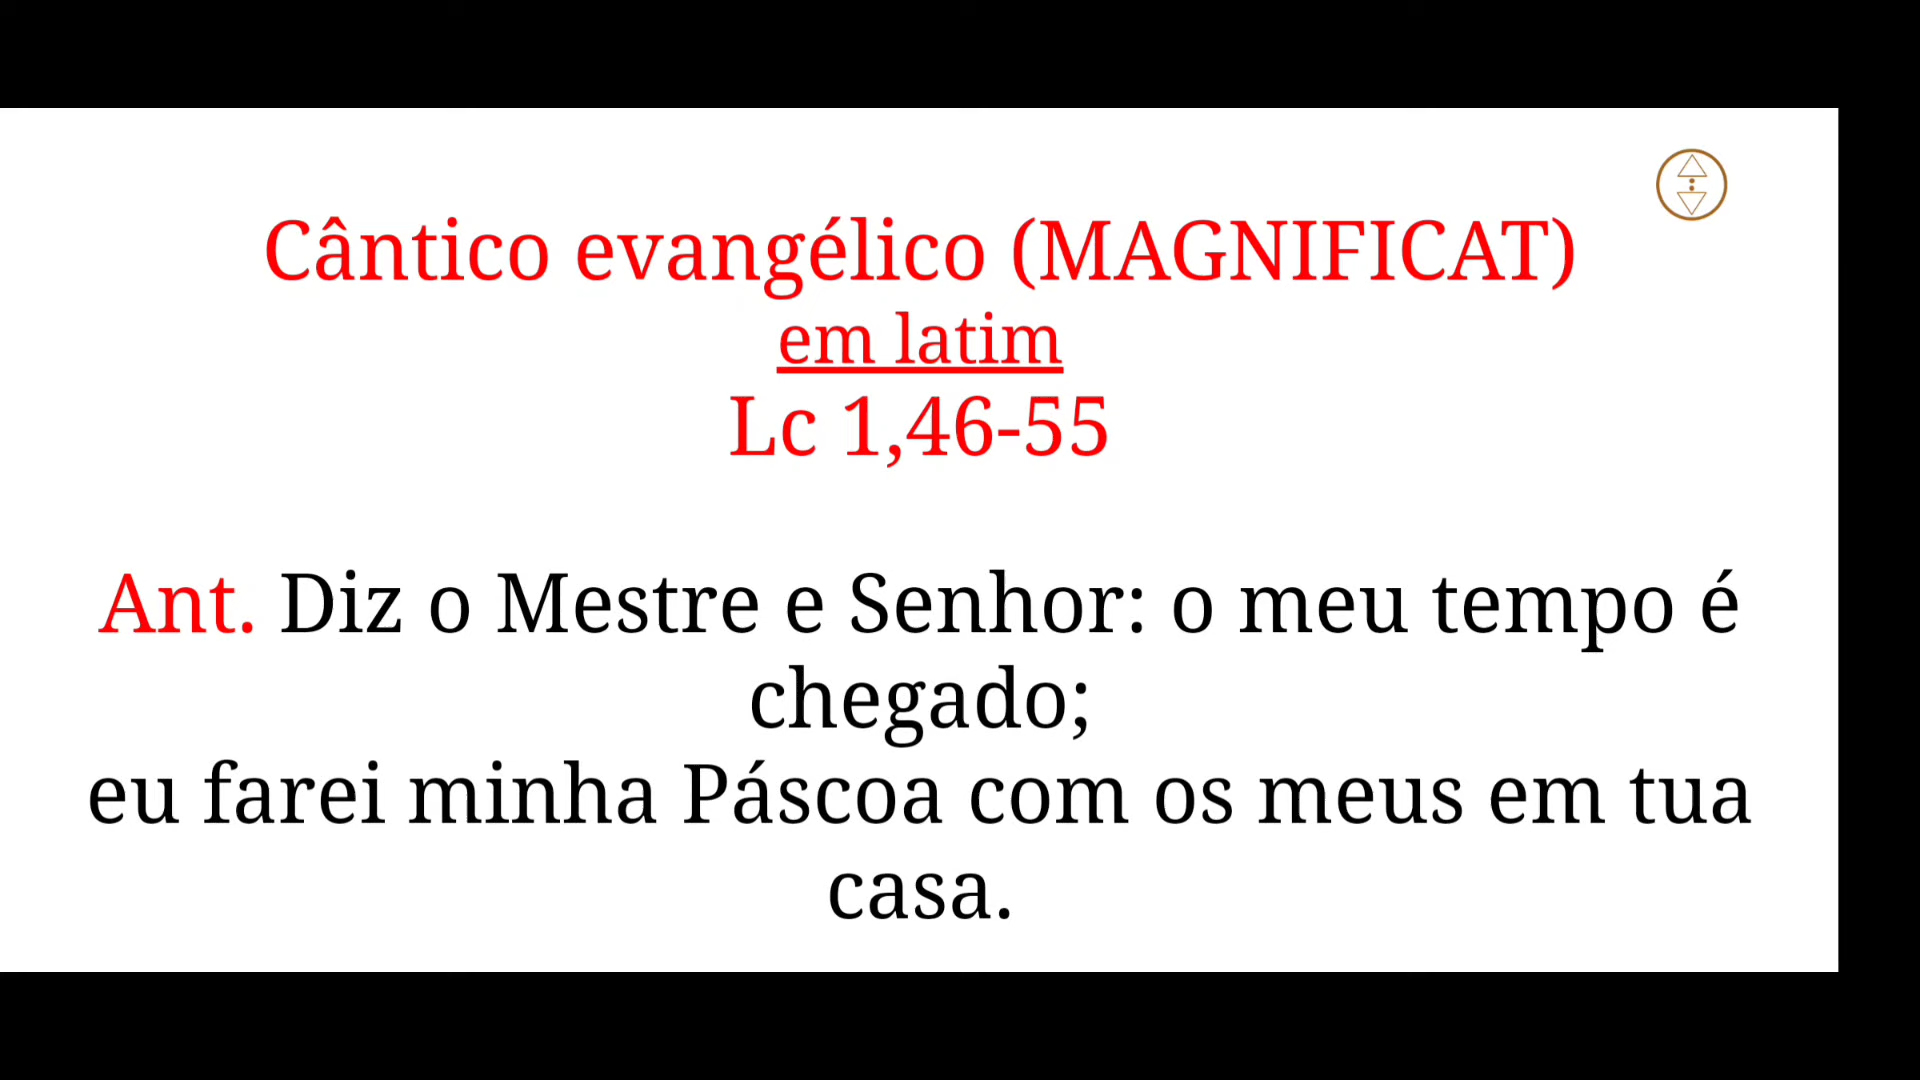 Cântico evangélico (MAGNIFICAT)
em latim
Lc 1,46-55
Ant. Diz o Mestre e Senhor: o meu tempo é
chegado;
eu farei minha Páscoa com os meus em tua
casa.